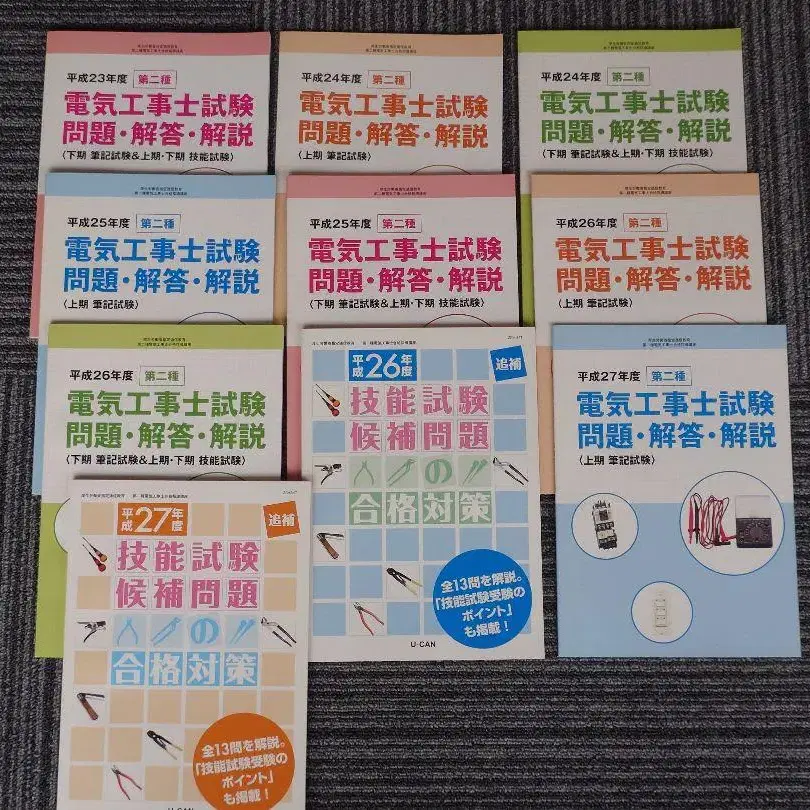 平成23年度 第二種
電気工事士試験
問題・解答・解説
〈下期 筆記試験&上期・下期 技能試験〉
平成24年度 第二種
電気工事士試験
問題・解答・解説
〈上期 筆記試験〉
平成24年度 第二種
電気工事士試験
問題・解答・解説
〈下期 筆記試験&上期・下期 技能試験〉
平成25年度 第二種
電気工事士試験
問題・解答・解説
〈上期 筆記試験〉
平成25年度 第二種
電気工事士試験
問題・解答・解説
〈下期 筆記試験&上期・下期 技能試験〉
平成26年度 第二種
電気工事士試験
問題・解答・解説
〈上期 筆記試験〉
平成26年度 第二種
電気工事士試験
問題・解答・解説
〈下期 筆記試験&上期・下期 技能試験〉
平成26年度
追補
技能試験
候補問題
の
合格対策
全13問を解説。
「技能試験受験の
ポイント」
も掲載！
U-CAN
平成27年度 第二種
電気工事士試験
問題・解答・解説
〈上期 筆記試験〉
平成27年度
追補
技能試験
候補問題
の
合格対策
全13問を解説。
「技能試験受験の
ポイント」
も掲載！
U-CAN